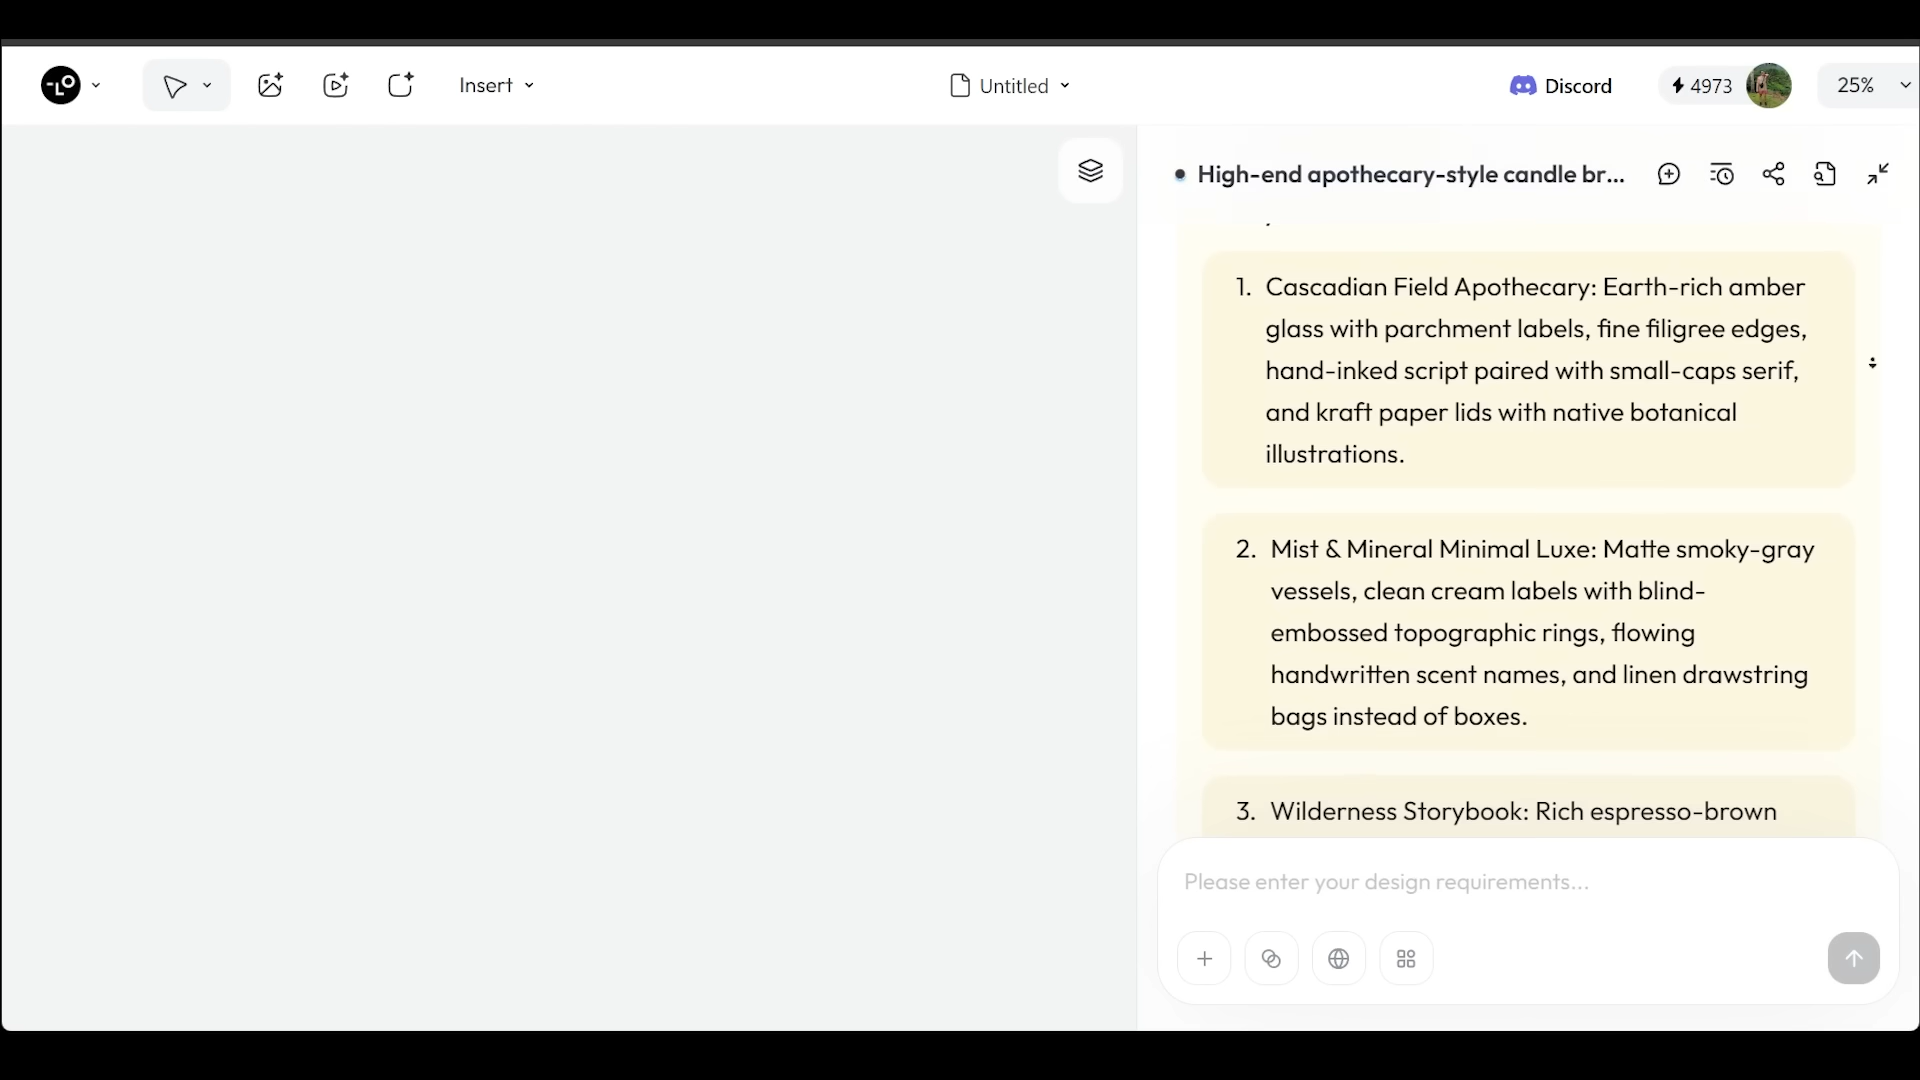 Insert
Untitled
Discord
4973
25%
High-end apothecary-style candle br...
1. Cascadian Field Apothecary: Earth-rich amber
glass with parchment labels, fine filigree edges,
hand-inked script paired with small-caps serif,
and kraft paper lids with native botanical
illustrations.
2. Mist & Mineral Minimal Luxe: Matte smoky-gray
vessels, clean cream labels with blind-
embossed topographic rings, flowing
handwritten scent names, and linen drawstring
bags instead of boxes.
3. Wilderness Storybook: Rich espresso-brown
Please enter your design requirements...